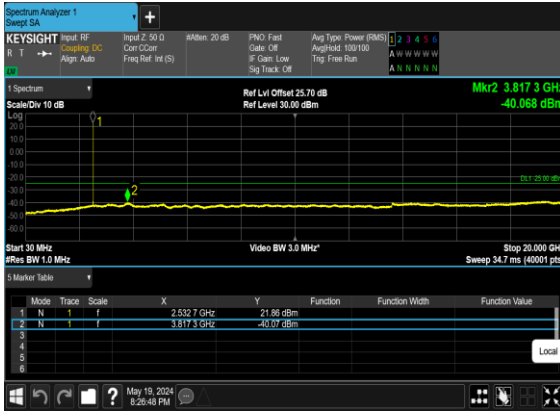 Spectrum Analyzer 1
Swept SA
+
KEYSIGHT Input: RF Input Z: 50 Ω #Atten: 20 dB PNO: Fast Avg Type: Power (RMS) 1 2 3 4 5 6
R T Coupling: DC Corr CCorr Gate: Off Avg|Hold: 100/100 A W W W W W
Align: Auto Freq Ref: Int (S) IF Gain: Low Trig: Free Run
Sig Track: Off A N N N N N
1 Spectrum Ref Lvl Offset 25.70 dB Mkr2 3.817 3 GHz
Scale/Div 10 dB Ref Level 30.00 dBm -40.068 dBm
Log
20.0
10.0
0.00
-10.0
-20.0
-30.0
-40.0
-50.0
-60.0
1
2
DL1 -25.00 dBm
Start 30 MHz Video BW 3.0 MHz* Stop 20.000 GHz
#Res BW 1.0 MHz Sweep 34.7 ms (40001 pts)
5 Marker Table
Mode Trace Scale X Y Function Function Width Function Value
1 N 1 f 2.532 7 GHz 21.86 dBm
2 N 1 f 3.817 3 GHz -40.07 dBm
3
4
5
6
Local
? May 19, 2024
8:26:48 PM